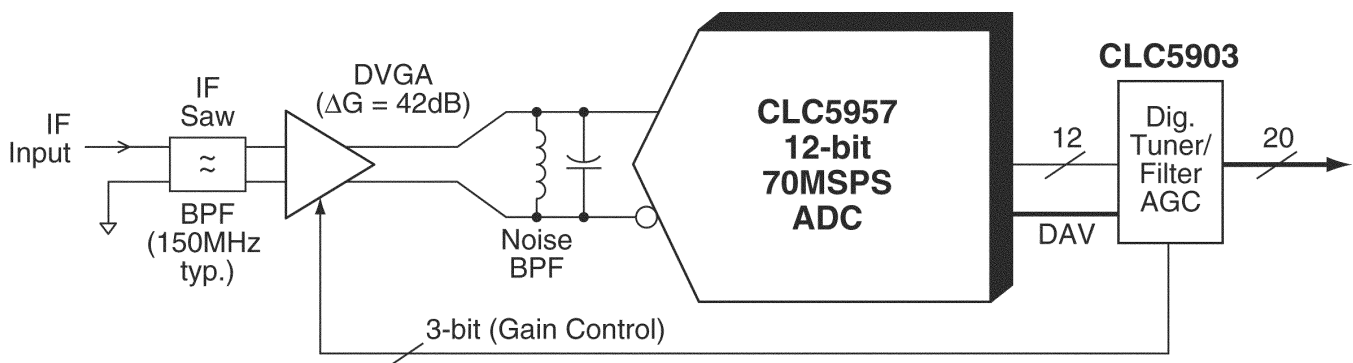 IF
Input
IF
Saw
≈
BPF
(150MHz
typ.)
DVGA
(ΔG = 42dB)
Noise
BPF
CLC5957
12-bit
70MSPS
ADC
12
DAV
CLC5903
Dig.
Tuner/
Filter
AGC
20
3-bit (Gain Control)